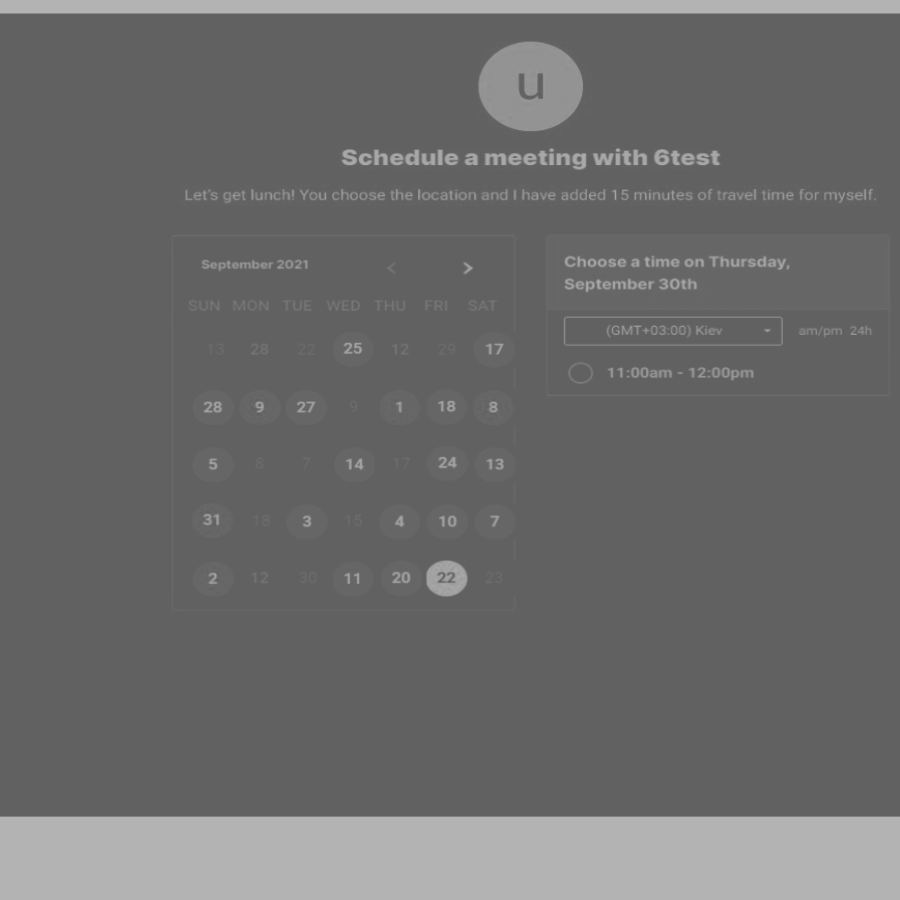 u
Schedule a meeting with 6test
Let's get lunch! You choose the location and I have added 15 minutes of travel time for myself.
September 2021 < >
SUN MON TUE WED THU FRI SAT
13 28 22 25 12 29 17
28 9 27 9 1 18 8
5 8 7 14 17 24 13
31 18 3 15 4 10 7
2 12 30 11 20 22 23
Choose a time on Thursday,
September 30th
(GMT+03:00) Kiev am/pm 24h
11:00am - 12:00pm